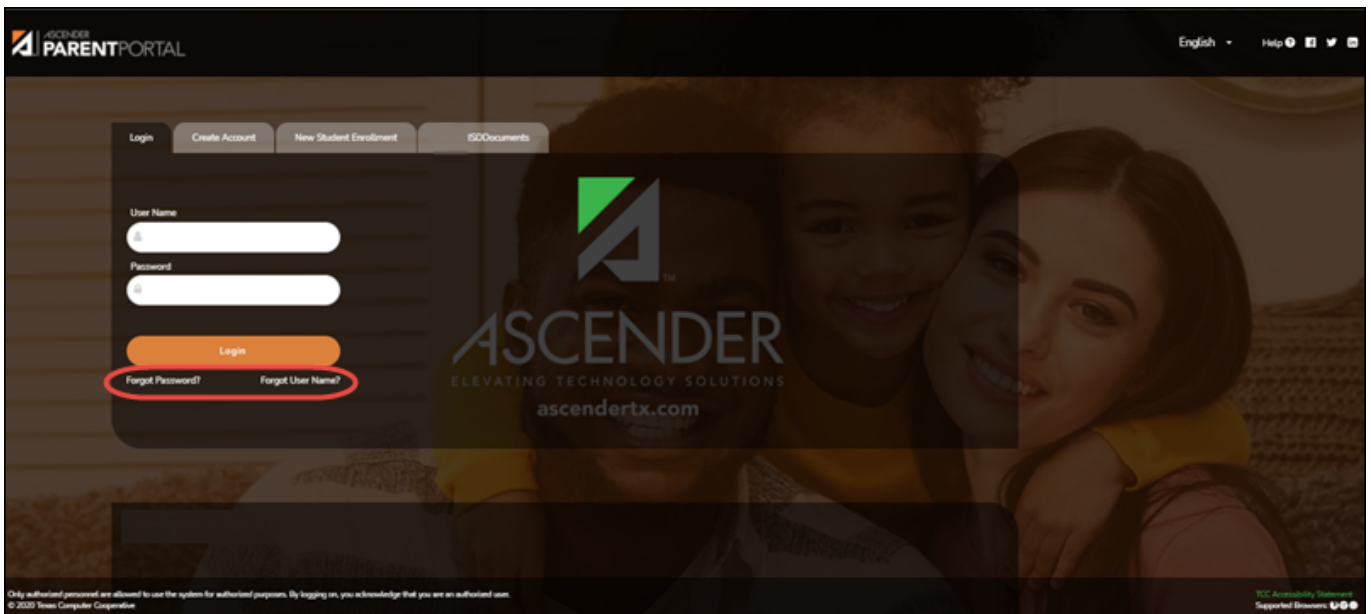 ASCENDER
PARENTPORTAL
English
Help
Login
Create Account
New Student Enrollment
ISDDocuments
User Name
Password
Login
Forgot Password?
Forgot User Name?
TM
ASCENDER
ELEVATING TECHNOLOGY SOLUTIONS
ascendertx.com
Only authorized personnel are allowed to use the system for authorized purposes. By logging on, you acknowledge that you are an authorized user.
© 2020 Texas Computer Cooperative
TCC Accessibility Statement
Supported Browsers: